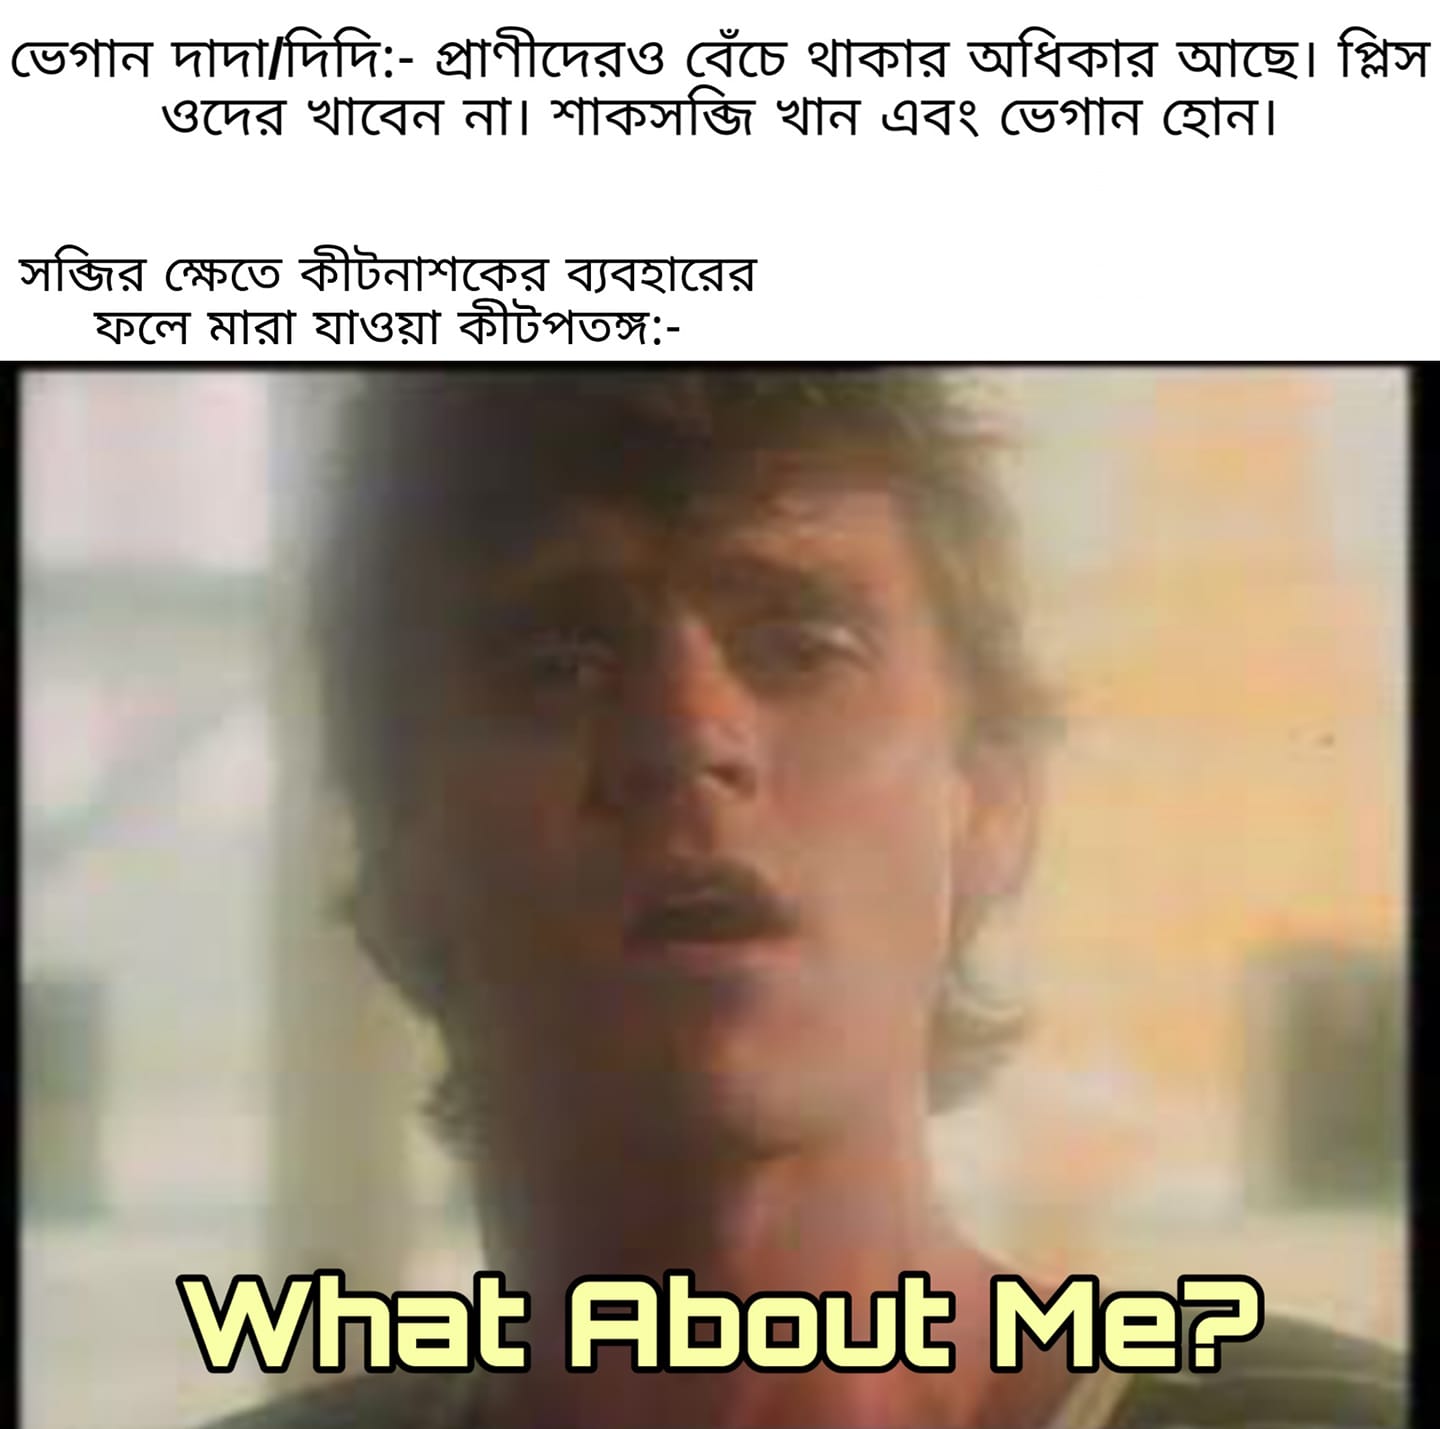 ভেগান দাদা/দিদি:- প্রাণীদেরও বেঁচে থাকার অধিকার আছে। প্লিস
ওদের খাবেন না। শাকসব্জি খান এবং ভেগান হোন।
সব্জির ক্ষেতে কীটনাশকের ব্যবহারের
ফলে মারা যাওয়া কীটপতঙ্গ:-
What About Me?